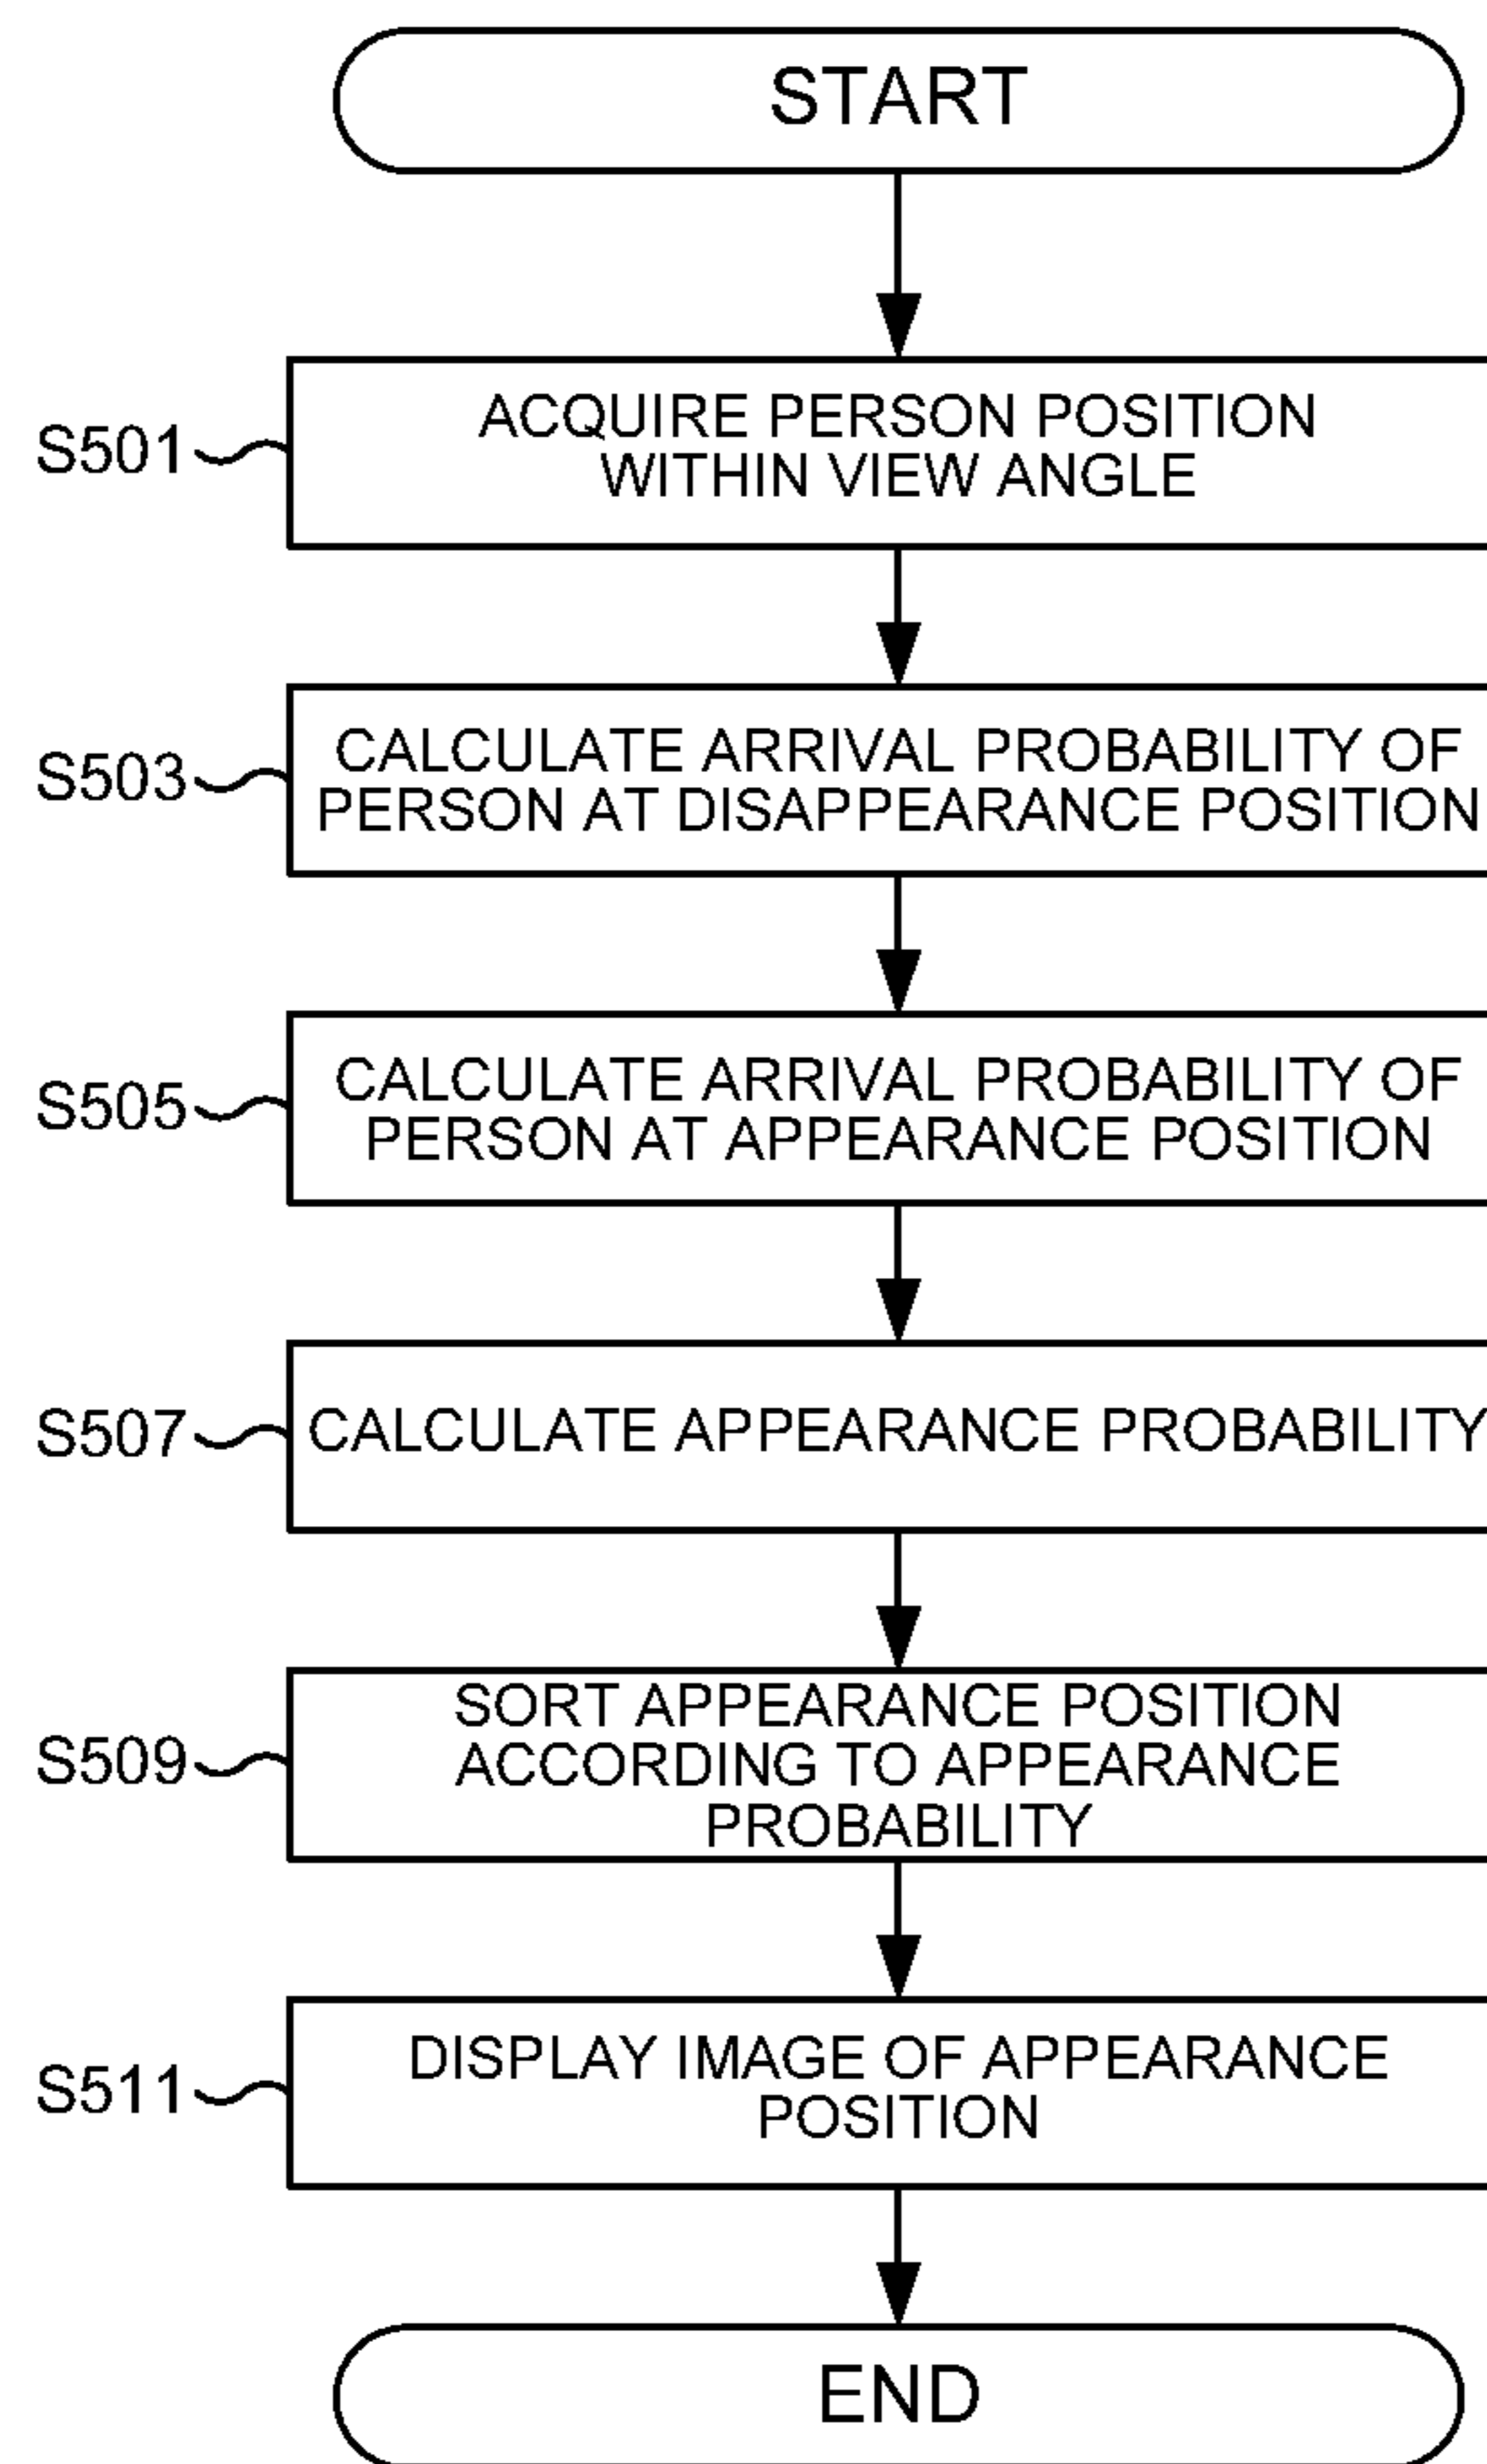 START
S501
ACQUIRE PERSON POSITION
WITHIN VIEW ANGLE
S503
CALCULATE ARRIVAL PROBABILITY OF
PERSON AT DISAPPEARANCE POSITION
S505
CALCULATE ARRIVAL PROBABILITY OF
PERSON AT APPEARANCE POSITION
S507
CALCULATE APPEARANCE PROBABILITY
S509
SORT APPEARANCE POSITION
ACCORDING TO APPEARANCE
PROBABILITY
S511
DISPLAY IMAGE OF APPEARANCE
POSITION
END